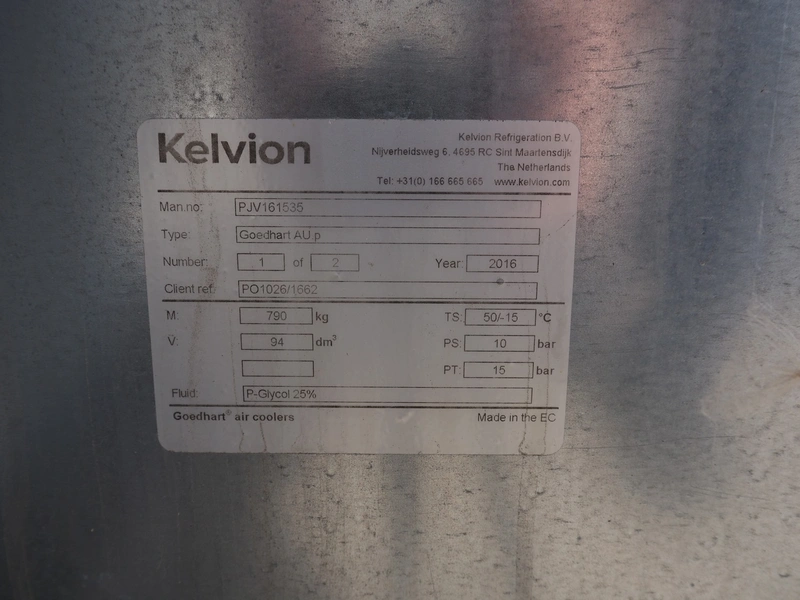 Kelvion
Kelvion Refrigeration B.V.
Nijverheidsweg 6, 4695 RC Sint Maartensdijk
The Netherlands
Tel: +31(0) 166 665 665 www.kelvion.com
Man.no: PJV161535
Type: Goedhart AU.p
Number: 1 of 2 Year: 2016
Client ref: PO1026/1662
M: 790 kg TS: 50/-15 °C
V: 94 dm³ PS: 10 bar
PT: 15 bar
Fluid: P-Glycol 25%
Goedhart® air coolers Made in the EC